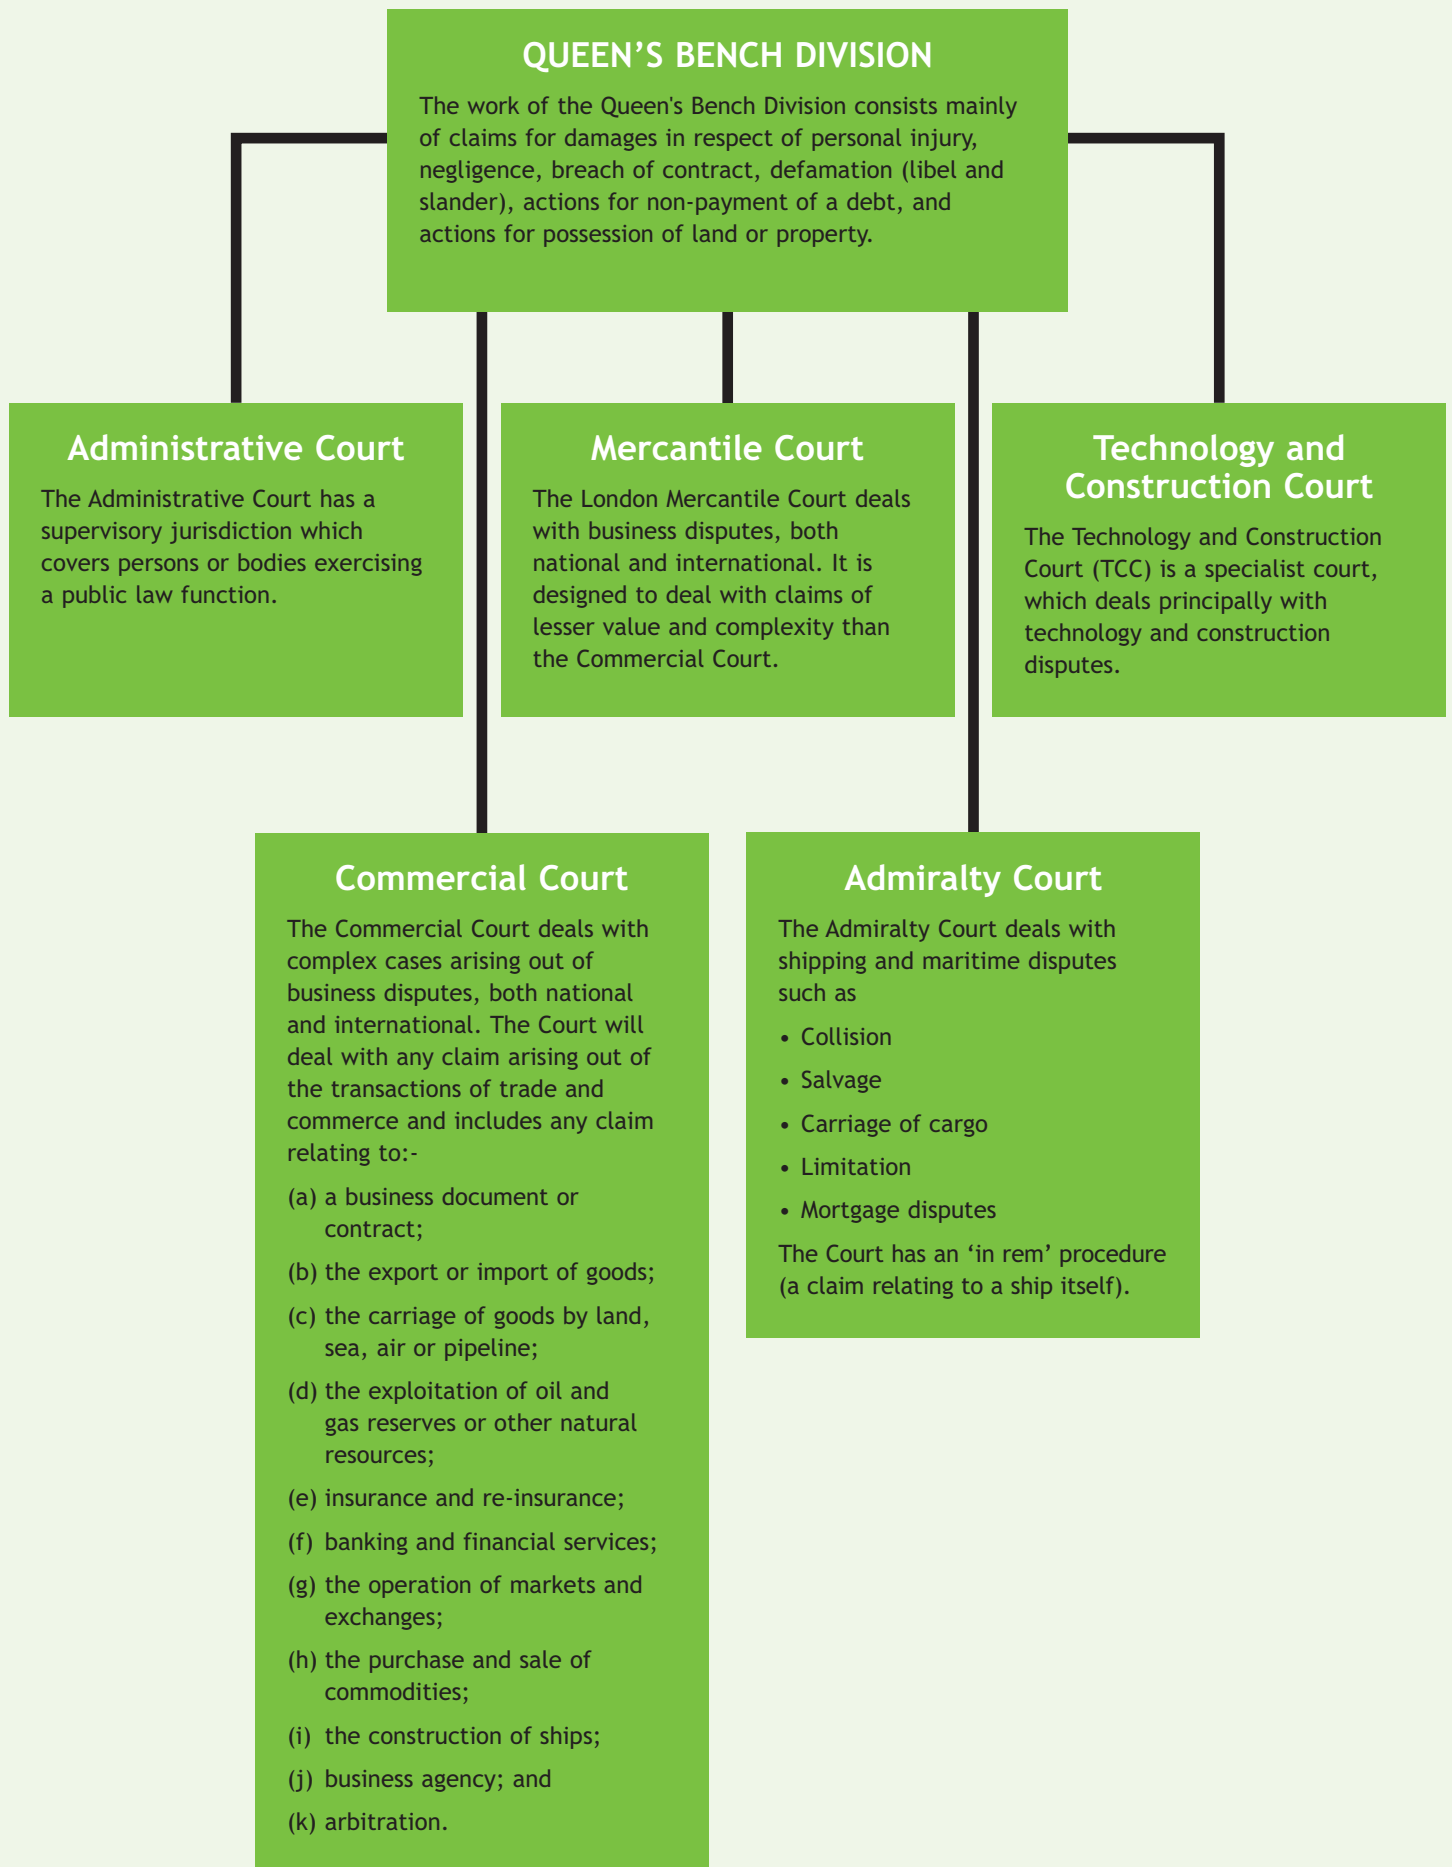 QUEEN’S BENCH DIVISION
The work of the Queen's Bench Division consists mainly
of claims for damages in respect of personal injury,
negligence, breach of contract, defamation (libel and
slander), actions for non-payment of a debt, and
actions for possession of land or property.
Administrative Court
The Administrative Court has a
supervisory jurisdiction which
covers persons or bodies exercising
a public law function.
Mercantile Court
The London Mercantile Court deals
with business disputes, both
national and international. It is
designed to deal with claims of
lesser value and complexity than
the Commercial Court.
Technology and
Construction Court
The Technology and Construction
Court (TCC) is a specialist court,
which deals principally with
technology and construction
disputes.
Commercial Court
The Commercial Court deals with
complex cases arising out of
business disputes, both national
and international. The Court will
deal with any claim arising out of
the transactions of trade and
commerce and includes any claim
relating to:-
(a) a business document or
contract;
(b) the export or import of goods;
(c) the carriage of goods by land,
sea, air or pipeline;
(d) the exploitation of oil and
gas reserves or other natural
resources;
(e) insurance and re-insurance;
(f) banking and financial services;
(g) the operation of markets and
exchanges;
(h) the purchase and sale of
commodities;
(i) the construction of ships;
(j) business agency; and
(k) arbitration.
Admiralty Court
The Admiralty Court deals with
shipping and maritime disputes
such as
• Collision
• Salvage
• Carriage of cargo
• Limitation
• Mortgage disputes
The Court has an ‘in rem’ procedure
(a claim relating to a ship itself).